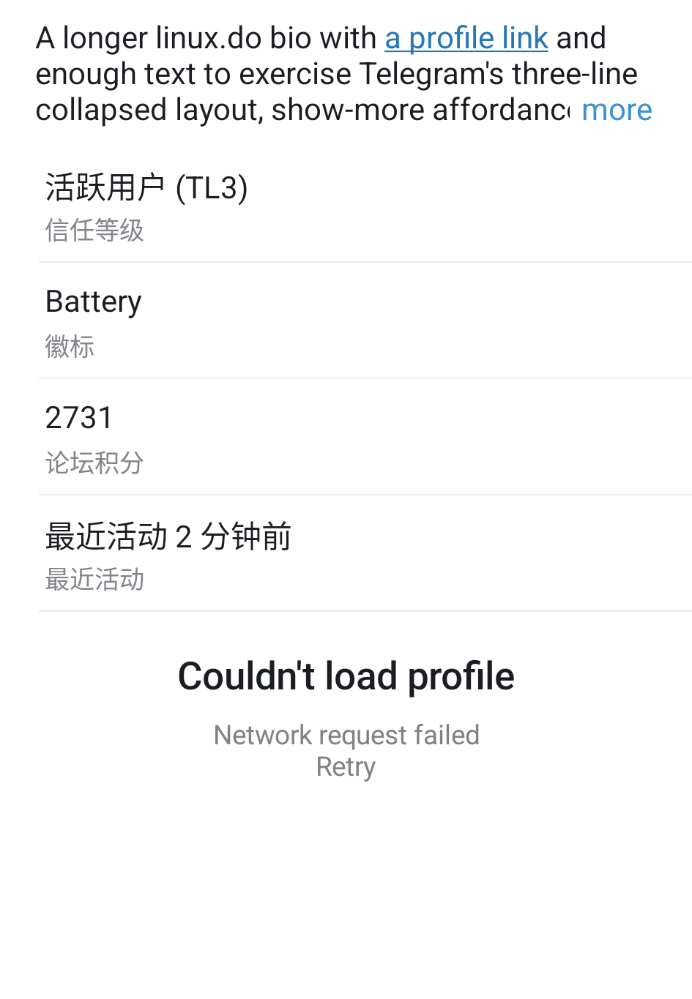 A longer linux.do bio with a profile link and
enough text to exercise Telegram's three-line
collapsed layout, show-more affordanc more
活跃用户 (TL3)
信任等级
Battery
徽标
2731
论坛积分
最近活动 2 分钟前
最近活动
Couldn't load profile
Network request failed
Retry